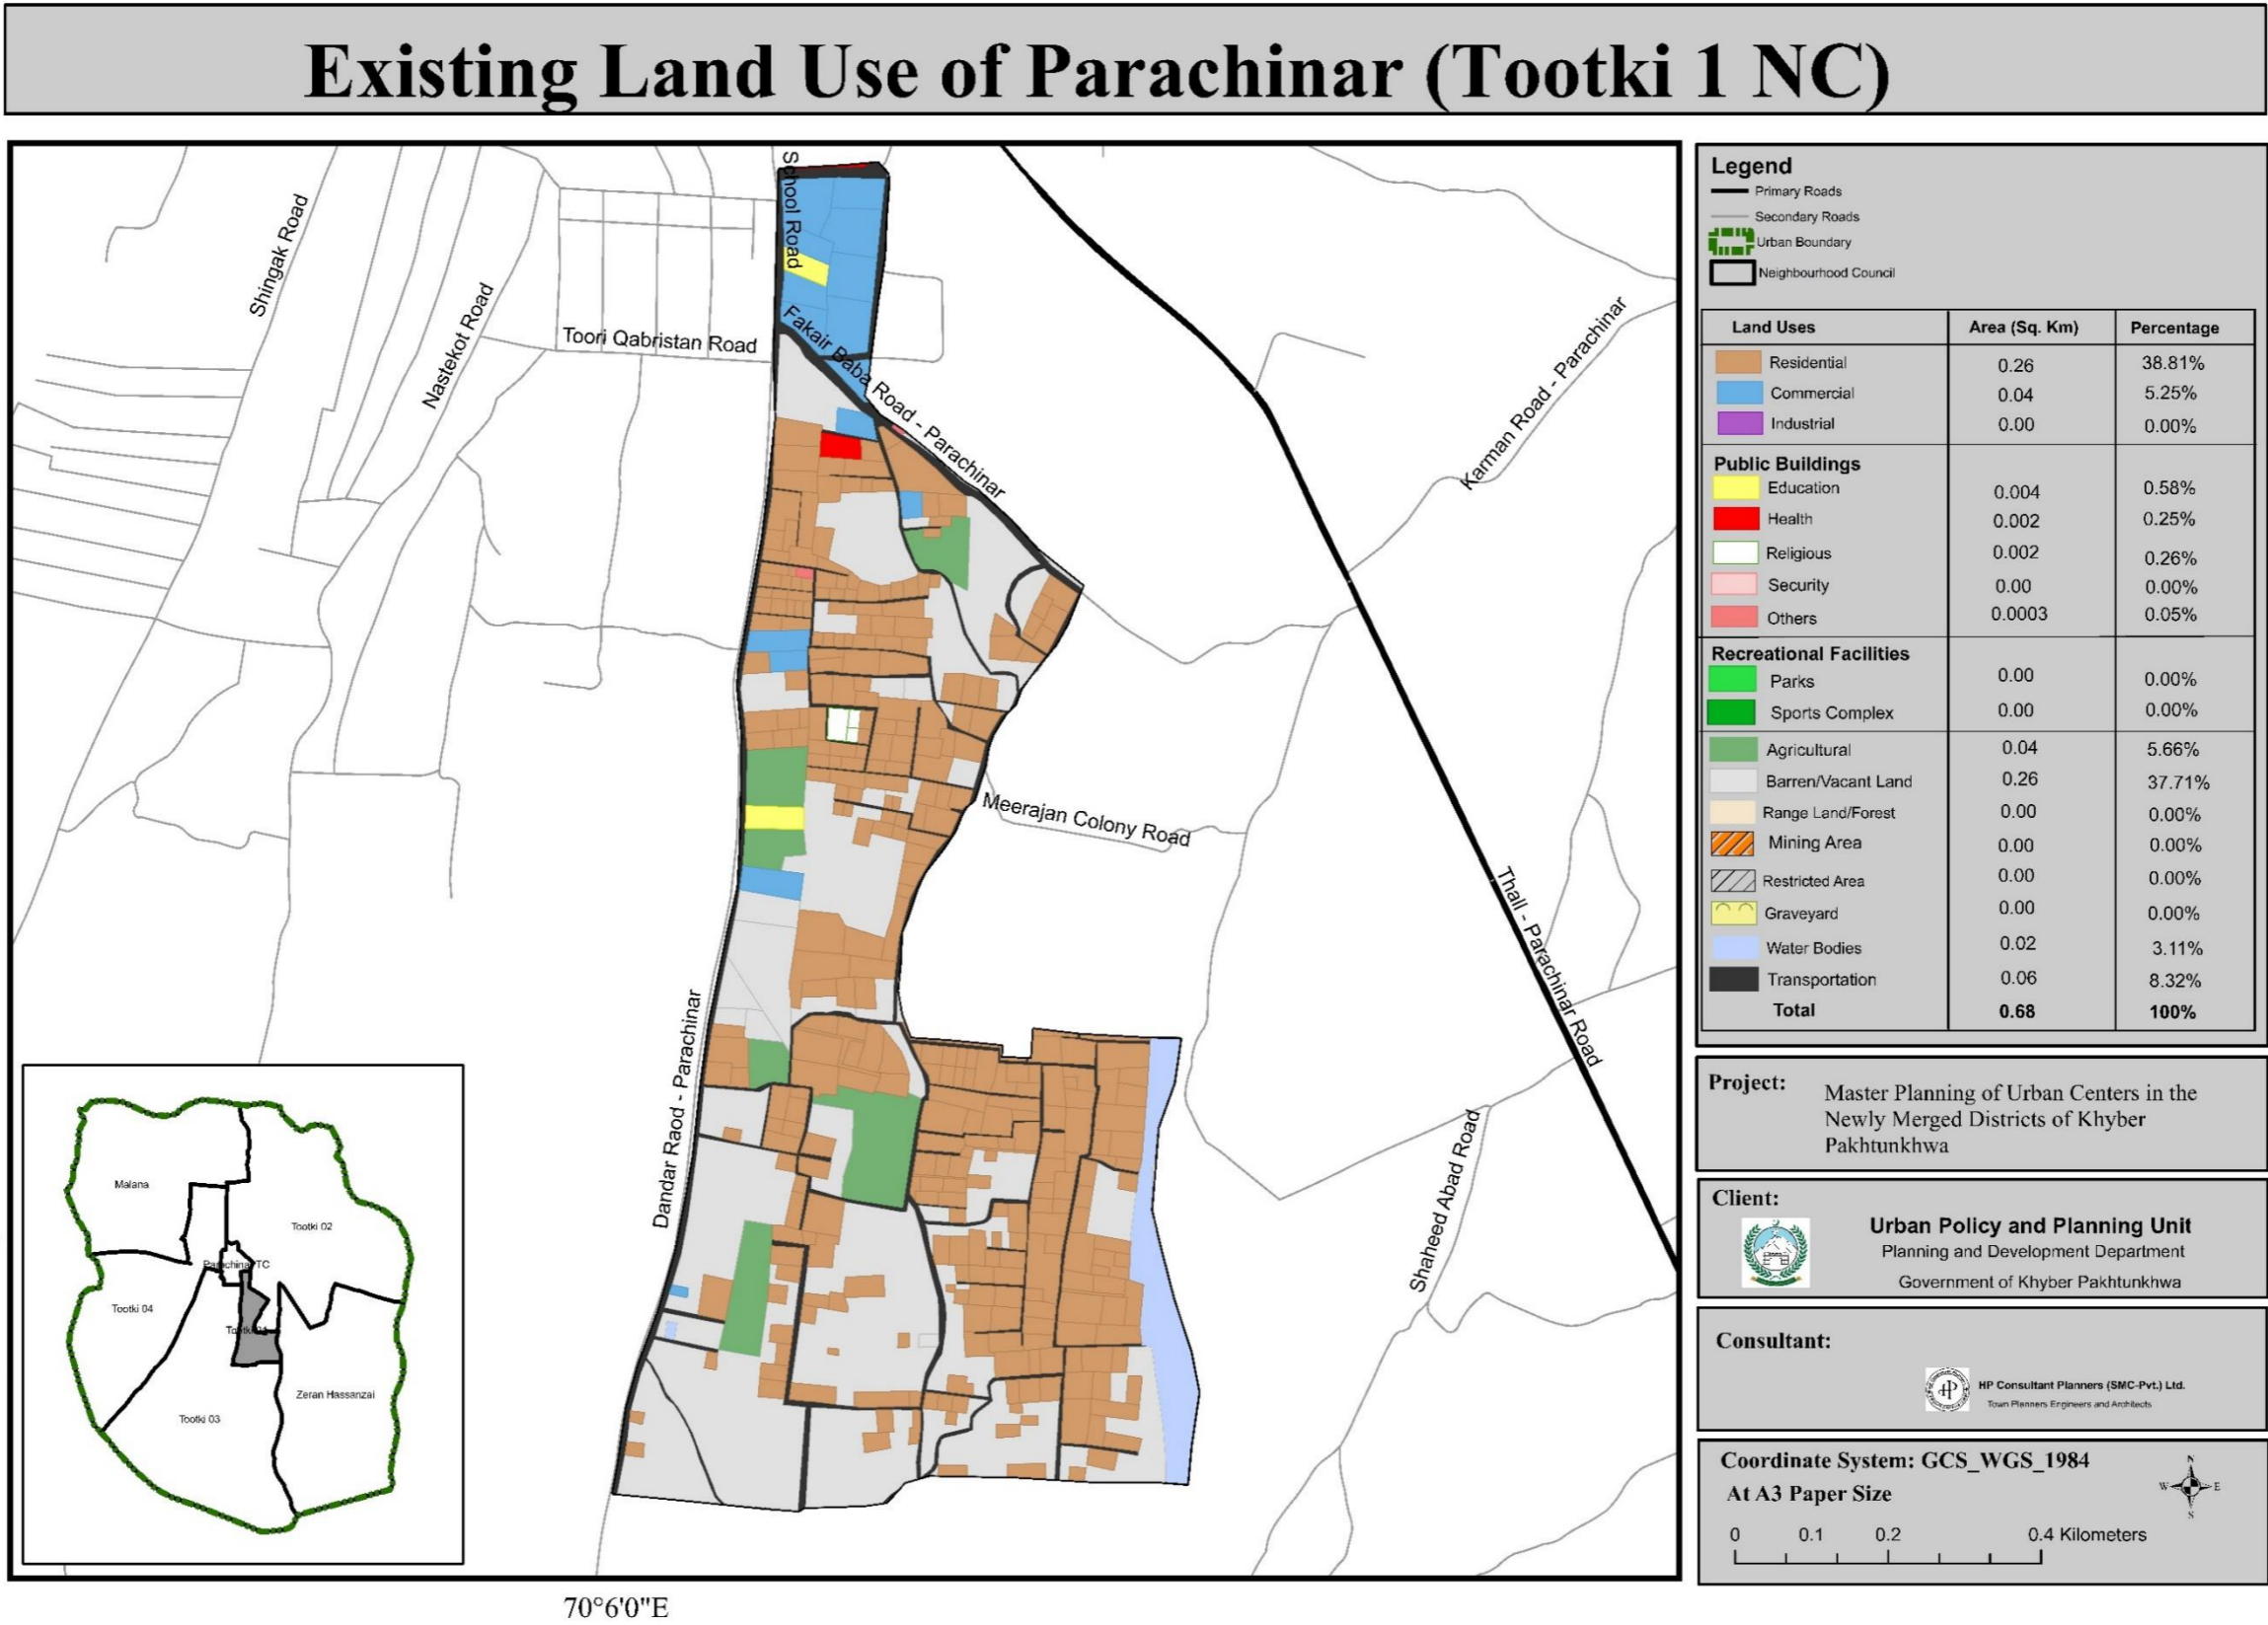 Existing Land Use of Parachinar (Tootki 1 NC)
School Road
Shingak Road
Nastekot Road
Toori Qabristan Road
Fakair Baba Road - Parachinar
Karman Road - Parachinar
Meerajan Colony Road
Thall - Parachinar Road
Dandar Raod - Parachinar
Shaheed Abad Road
Malana
Tootki 02
Parachinar TC
Tootki 04
Tootki 01
Zeran Hassanzai
Tootki 03
70°6'0"E
Legend
Primary Roads
Secondary Roads
Urban Boundary
Neighbourhood Council
Land Uses Area (Sq. Km) Percentage
Residential 0.26 38.81%
Commercial 0.04 5.25%
Industrial 0.00 0.00%
Public Buildings
Education 0.004 0.58%
Health 0.002 0.25%
Religious 0.002 0.26%
Security 0.00 0.00%
Others 0.0003 0.05%
Recreational Facilities
Parks 0.00 0.00%
Sports Complex 0.00 0.00%
Agricultural 0.04 5.66%
Barren/Vacant Land 0.26 37.71%
Range Land/Forest 0.00 0.00%
Mining Area 0.00 0.00%
Restricted Area 0.00 0.00%
Graveyard 0.00 0.00%
Water Bodies 0.02 3.11%
Transportation 0.06 8.32%
Total 0.68 100%
Project: Master Planning of Urban Centers in the
Newly Merged Districts of Khyber
Pakhtunkhwa
Client:
Urban Policy and Planning Unit
Planning and Development Department
Government of Khyber Pakhtunkhwa
Consultant:
HP
HP Consultant Planners (SMC-Pvt.) Ltd.
Town Planners Engineers and Architects
Coordinate System: GCS_WGS_1984
At A3 Paper Size
N
W E
S
0 0.1 0.2 0.4 Kilometers